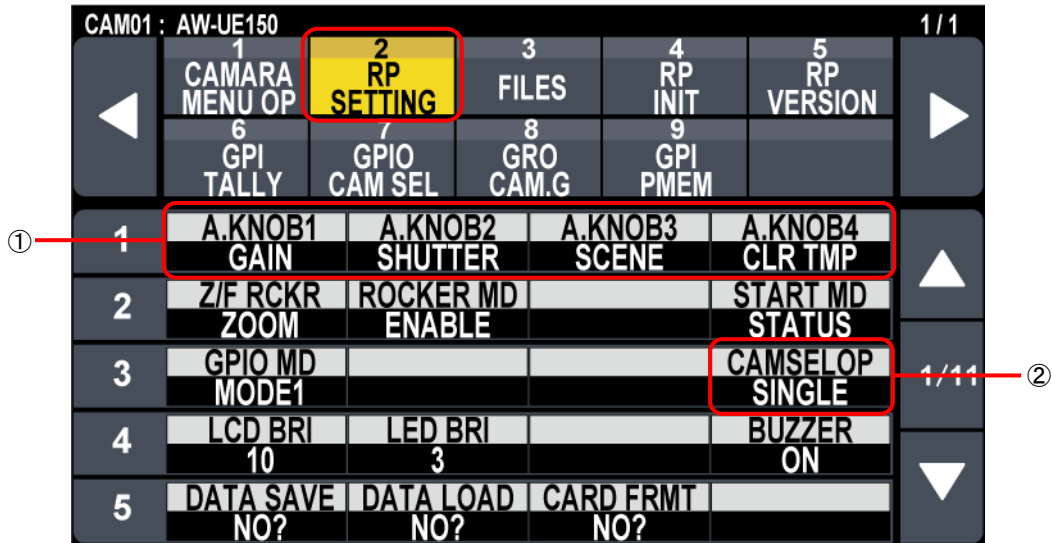 CAM01 : AW-UE150 1/1
1 2 3 4 5
CAMARA MENU OP
RP SETTING
FILES
RP INIT
RP VERSION
6 7 8 9
GPI TALLY
GPIO CAM SEL
GRO CAM.G
GPI PMEM
① 1 A.KNOB1 A.KNOB2 A.KNOB3 A.KNOB4
GAIN SHUTTER SCENE CLR TMP
2 Z/F RCKR ROCKER MD START MD
ZOOM ENABLE STATUS
3 GPIO MD CAMSELOP 1/11 ②
MODE1 SINGLE
4 LCD BRI LED BRI BUZZER
10 3 ON
5 DATA SAVE DATA LOAD CARD FRMT
NO? NO? NO?